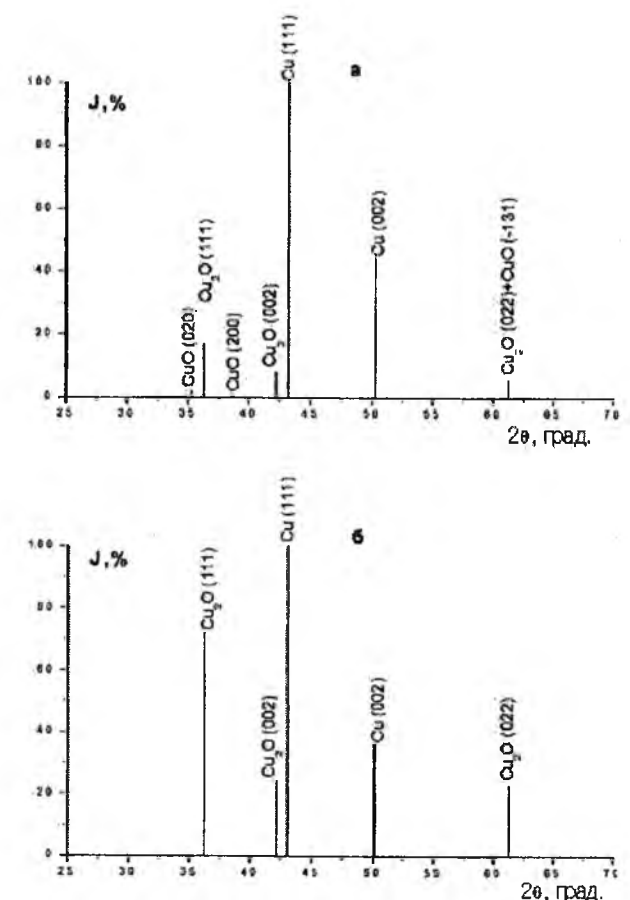 а
J,%
100
80
60
40
20
0
CuO (020)
Cu₂O (111)
CuO (200)
Cu₂O (002)
Cu (111)
Cu (002)
Cu₂O (022)+CuO (-131)
25 30 35 40 45 50 55 60 65 70
2θ, град.
б
J,%
100
80
60
40
20
0
Cu₂O (111)
Cu₂O (002)
Cu (111)
Cu (002)
Cu₂O (022)
25 30 35 40 45 50 55 60 65 70
2θ, град.